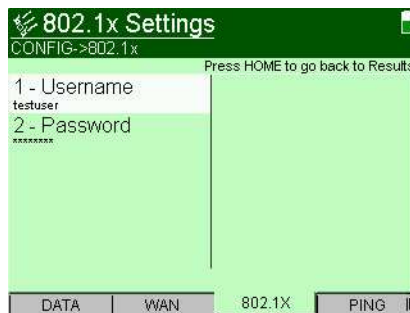 802.1x Settings
CONFIG->802.1x
Press HOME to go back to Results
1 - Username
testuser
2 - Password
********
DATA WAN 802.1X PING